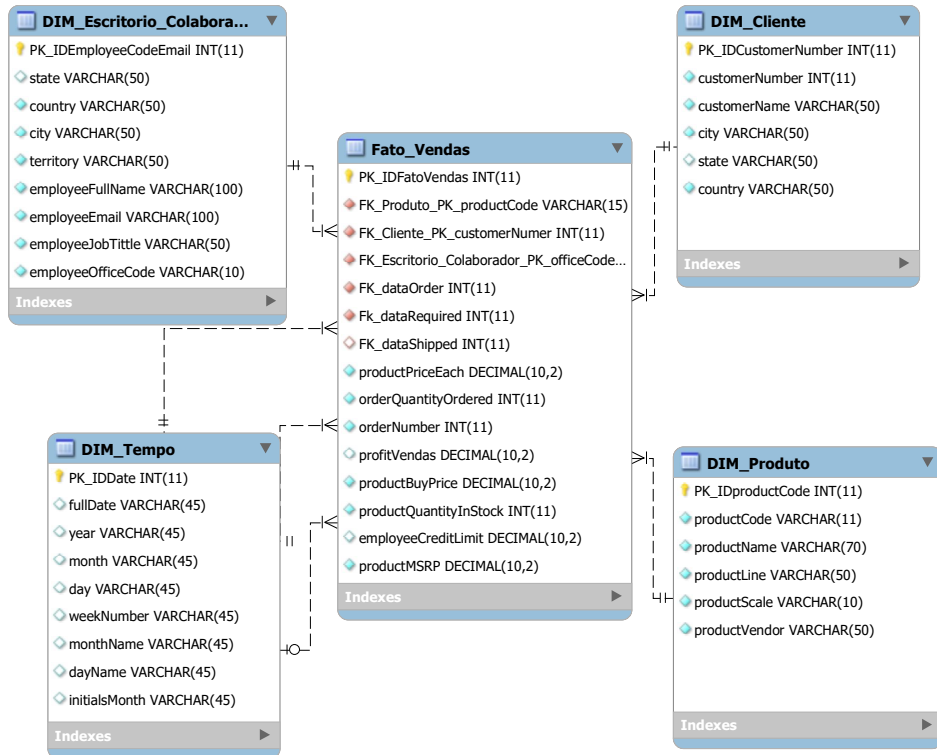 DIM_Escritorio_Colabora...
PK_IDEmployeeCodeEmail INT(11)
state VARCHAR(50)
country VARCHAR(50)
city VARCHAR(50)
territory VARCHAR(50)
employeeFullName VARCHAR(100)
employeeEmail VARCHAR(100)
employeeJobTittle VARCHAR(50)
employeeOfficeCode VARCHAR(10)
Indexes
DIM_Cliente
PK_IDCustomerNumber INT(11)
customerNumber INT(11)
customerName VARCHAR(50)
city VARCHAR(50)
state VARCHAR(50)
country VARCHAR(50)
Indexes
Fato_Vendas
PK_IDFatoVendas INT(11)
FK_Produto_PK_productCode VARCHAR(15)
FK_Cliente_PK_customerNumer INT(11)
FK_Escritorio_Colaborador_PK_officeCode...
FK_dataOrder INT(11)
Fk_dataRequired INT(11)
FK_dataShipped INT(11)
productPriceEach DECIMAL(10,2)
orderQuantityOrdered INT(11)
orderNumber INT(11)
profitVendas DECIMAL(10,2)
productBuyPrice DECIMAL(10,2)
productQuantityInStock INT(11)
employeeCreditLimit DECIMAL(10,2)
productMSRP DECIMAL(10,2)
Indexes
DIM_Tempo
PK_IDDate INT(11)
fullDate VARCHAR(45)
year VARCHAR(45)
month VARCHAR(45)
day VARCHAR(45)
weekNumber VARCHAR(45)
monthName VARCHAR(45)
dayName VARCHAR(45)
initialsMonth VARCHAR(45)
Indexes
DIM_Produto
PK_IDproductCode INT(11)
productCode VARCHAR(11)
productName VARCHAR(70)
productLine VARCHAR(50)
productScale VARCHAR(10)
productVendor VARCHAR(50)
Indexes